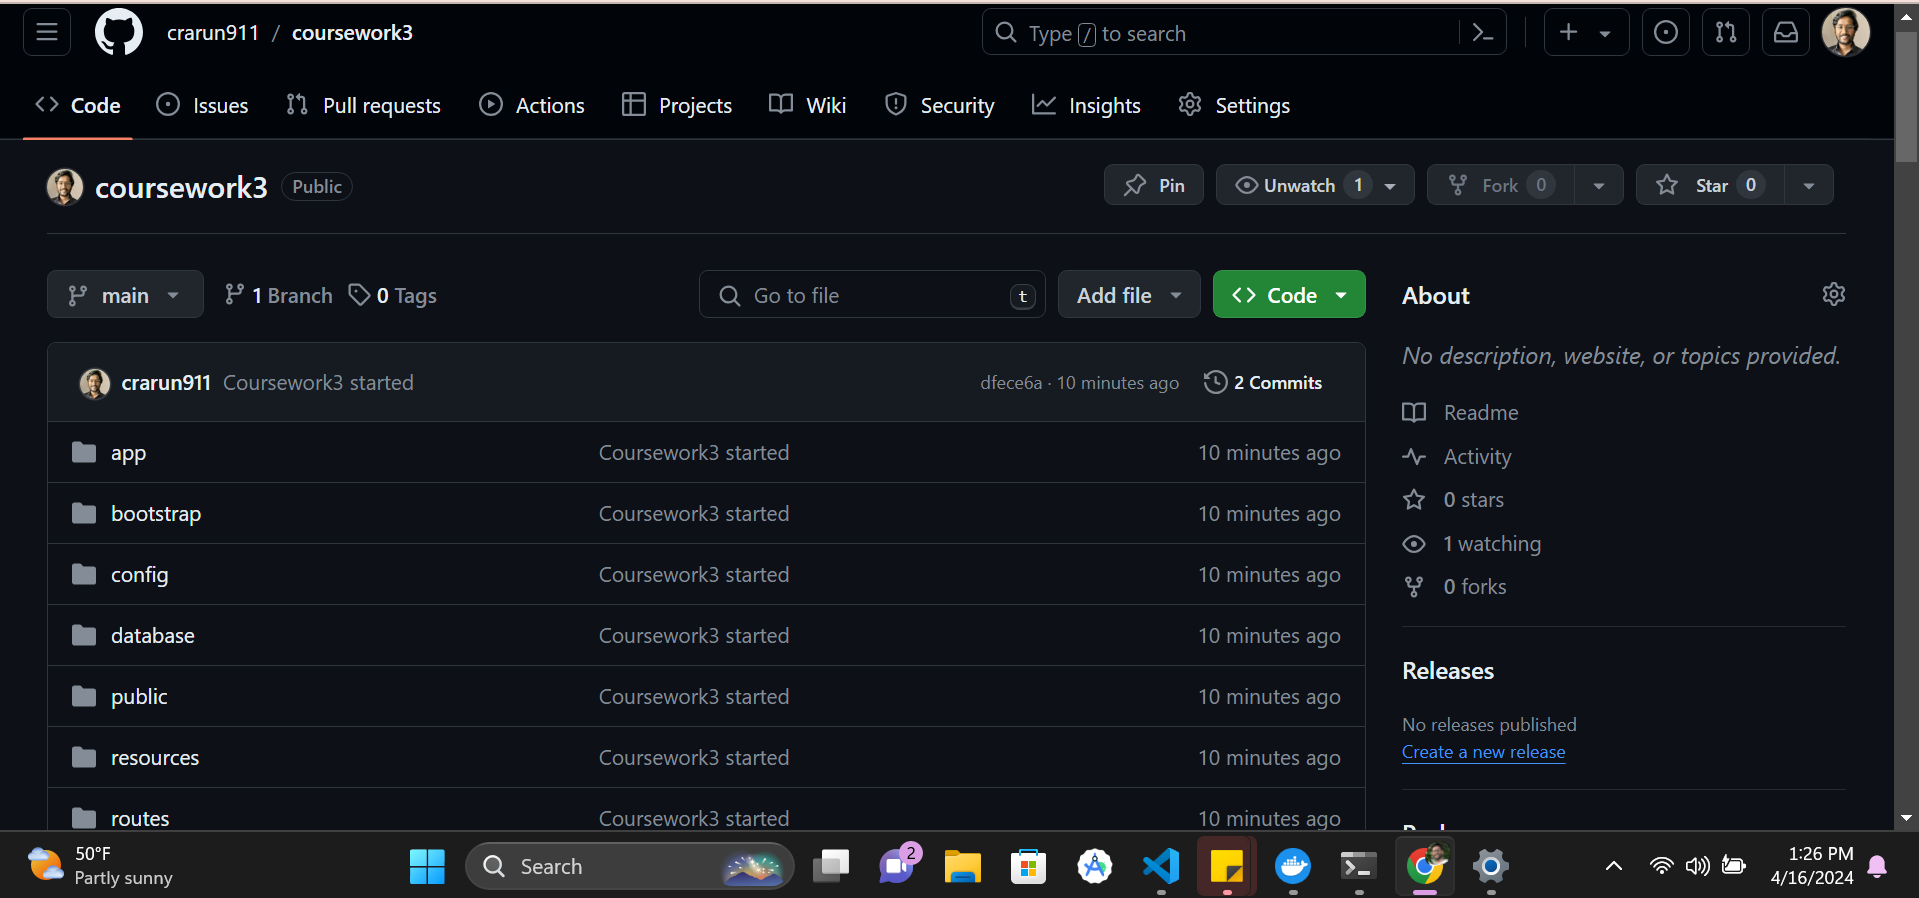 crarun911 / coursework3
Type / to search
Code Issues Pull requests Actions Projects Wiki Security Insights Settings
coursework3 Public
Pin Unwatch 1 Fork 0 Star 0
main 1 Branch 0 Tags Go to file t Add file Code
About
No description, website, or topics provided.
crarun911 Coursework3 started dfece6a · 10 minutes ago 2 Commits
Readme
app Coursework3 started 10 minutes ago
Activity
0 stars
bootstrap Coursework3 started 10 minutes ago
1 watching
config Coursework3 started 10 minutes ago
0 forks
database Coursework3 started 10 minutes ago
Releases
public Coursework3 started 10 minutes ago
No releases published
Create a new release
resources Coursework3 started 10 minutes ago
routes Coursework3 started 10 minutes ago
50°F
Partly sunny
Search
2
1:26 PM
4/16/2024